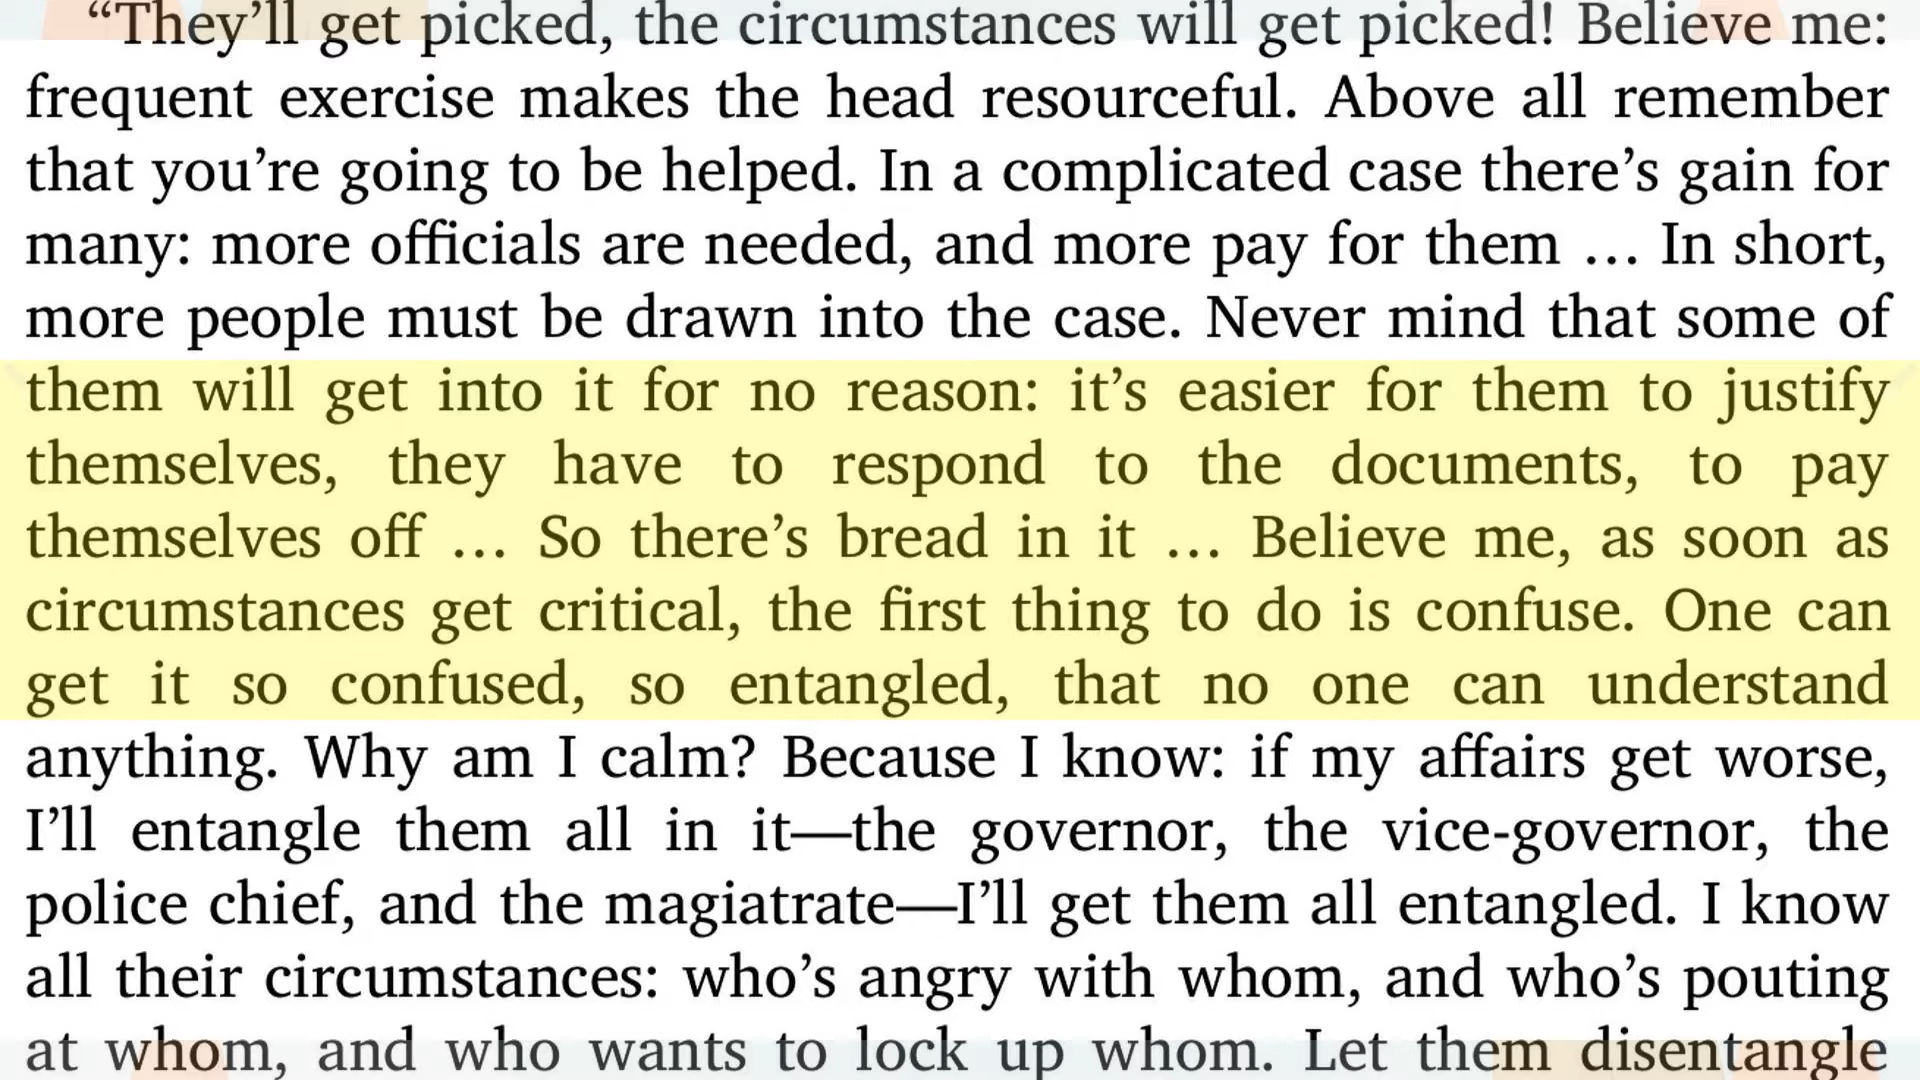 “They’ll get picked, the circumstances will get picked! Believe me:
frequent exercise makes the head resourceful. Above all remember
that you’re going to be helped. In a complicated case there’s gain for
many: more officials are needed, and more pay for them … In short,
more people must be drawn into the case. Never mind that some of
them will get into it for no reason: it’s easier for them to justify
themselves, they have to respond to the documents, to pay
themselves off … So there’s bread in it … Believe me, as soon as
circumstances get critical, the first thing to do is confuse. One can
get it so confused, so entangled, that no one can understand
anything. Why am I calm? Because I know: if my affairs get worse,
I’ll entangle them all in it—the governor, the vice-governor, the
police chief, and the magiatrate—I’ll get them all entangled. I know
all their circumstances: who’s angry with whom, and who’s pouting
at whom, and who wants to lock up whom. Let them disentangle